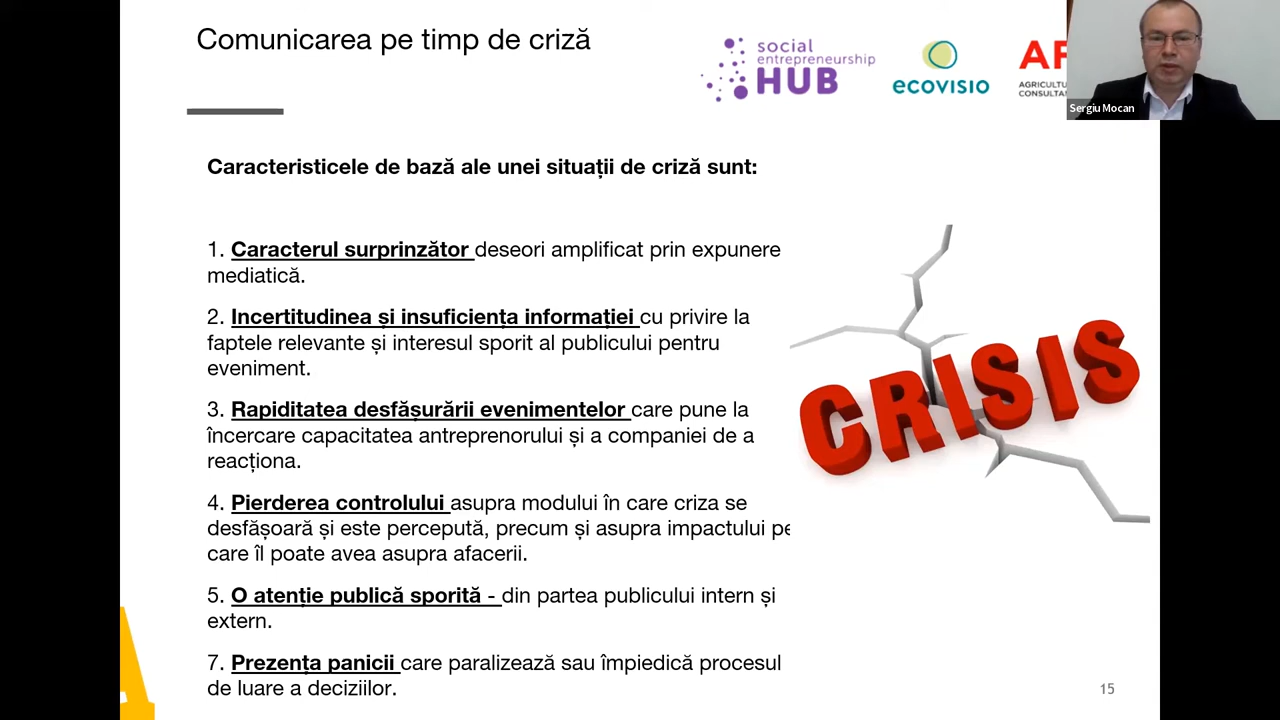 Comunicarea pe timp de criză
social
entrepreneurship
HUB
ecovisio
AGRICULTU
CONSULTA
Sergiu Mocan
Caracteristicele de bază ale unei situații de criză sunt:
1. Caracterul surprinzător deseori amplificat prin expunere
mediatică.
2. Incertitudinea și insuficiența informației cu privire la
faptele relevante și interesul sporit al publicului pentru
eveniment.
3. Rapiditatea desfășurării evenimentelor care pune la
încercare capacitatea antreprenorului și a companiei de a
reacționa.
4. Pierderea controlului asupra modului în care criza se
desfășoară și este percepută, precum și asupra impactului pe
care îl poate avea asupra afacerii.
5. O atenție publică sporită - din partea publicului intern și
extern.
7. Prezența panicii care paralizează sau împiedică procesul
de luare a deciziilor.
CRISIS
15